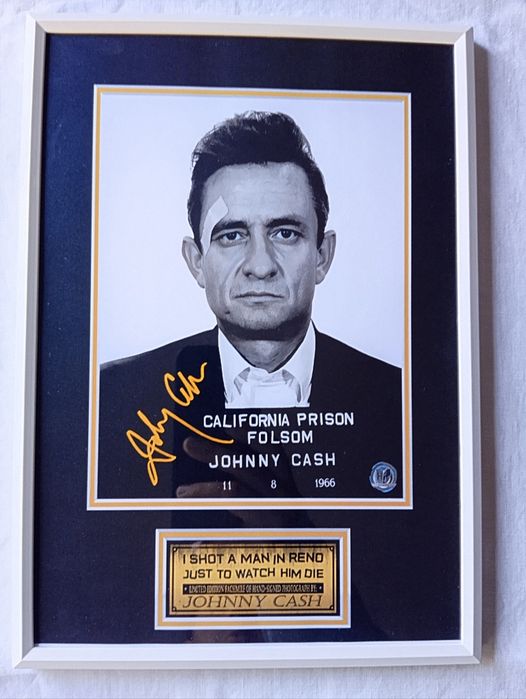 Johnny Cash
CALIFORNIA PRISON
FOLSOM
JOHNNY CASH
11 8 1966
I SHOT A MAN IN RENO
JUST TO WATCH HIM DIE
• LIMITED EDITION FACSIMILE OF HAND-SIGNED PHOTOGRAPH BY: •
JOHNNY CASH